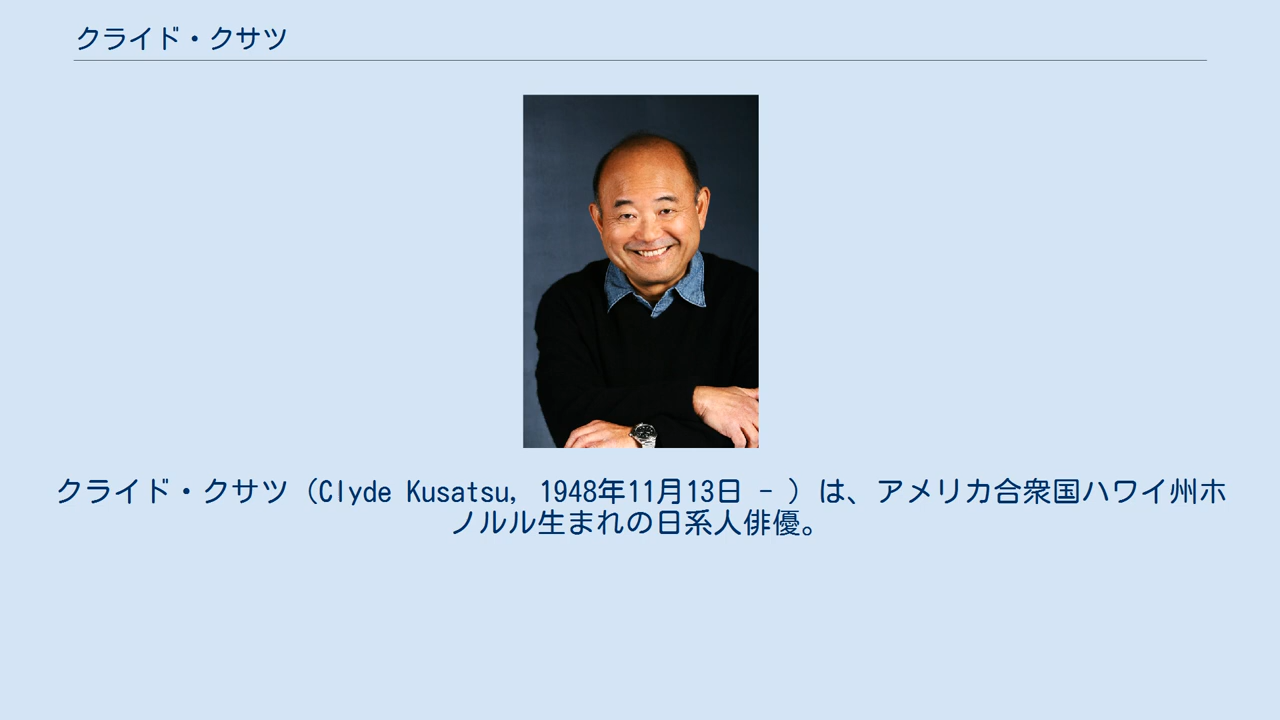 クライド・クサツ
クライド・クサツ（Clyde Kusatsu, 1948年11月13日 - ）は、アメリカ合衆国ハワイ州ホ
ノルル生まれの日系人俳優。